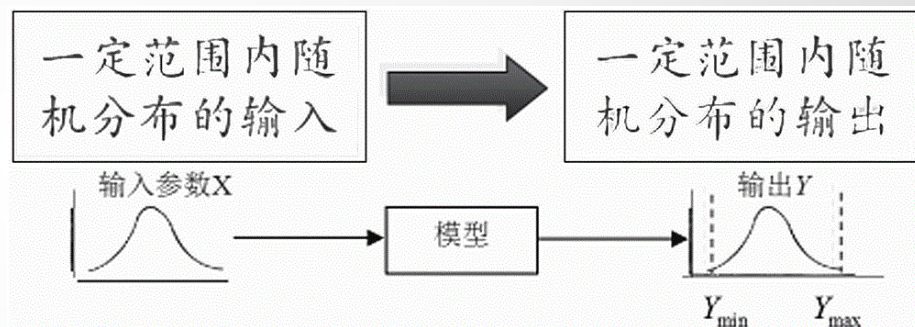 一定范围内随
机分布的输入
一定范围内随
机分布的输出
输入参数X
模型
输出Y
Ymin
Ymax